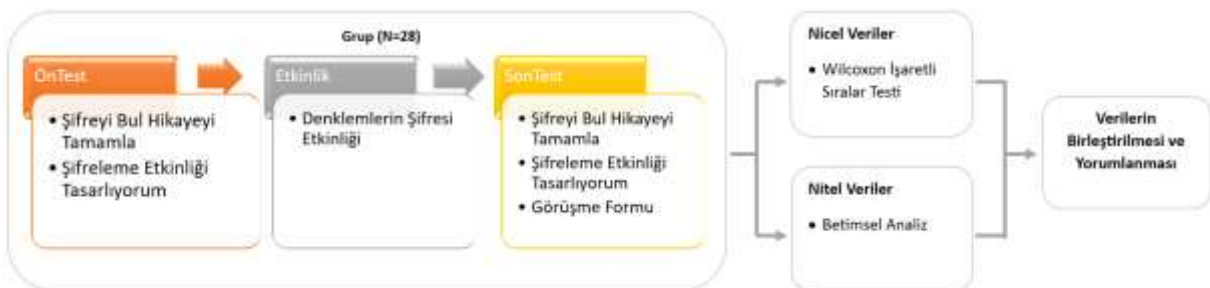 Grup (N=28)
ÖnTest
• Şifreyi Bul Hikayeyi
Tamamla
• Şifreleme Etkinliği
Tasarlıyorum
Etkinlik
• Denklemlerin Şifresi
Etkinliği
SonTest
• Şifreyi Bul Hikayeyi
Tamamla
• Şifreleme Etkinliği
Tasarlıyorum
• Görüşme Formu
Nicel Veriler
• Wilcoxon İşaretli
Sıralar Testi
Nitel Veriler
• Betimsel Analiz
Verilerin
Birleştirilmesi ve
Yorumlanması